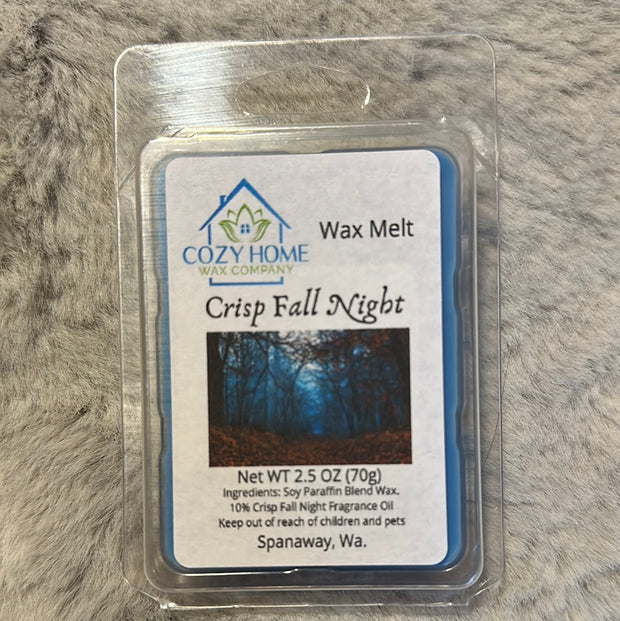 COZY HOME
WAX COMPANY
Wax Melt
Crisp Fall Night
Net WT 2.5 OZ (70g)
Ingredients: Soy Paraffin Blend Wax.
10% Crisp Fall Night Fragrance Oil
Keep out of reach of children and pets
Spanaway, Wa.